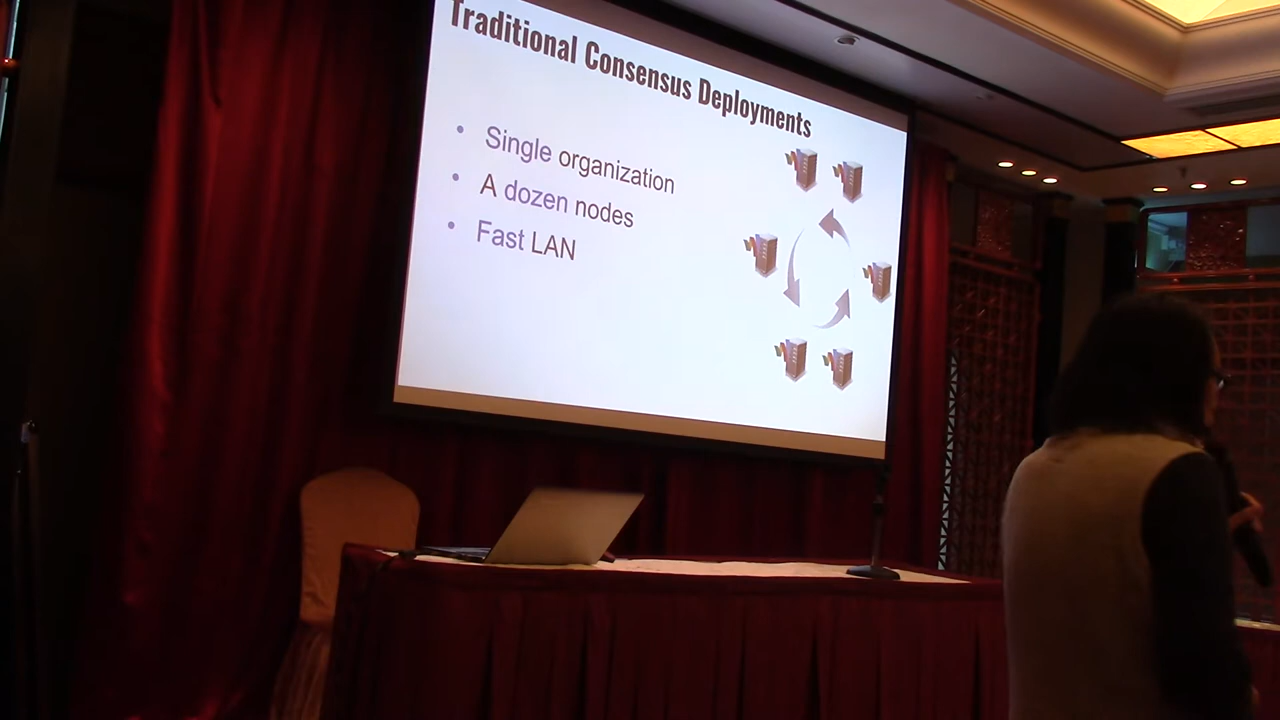 Traditional Consensus Deployments
• Single organization
• A dozen nodes
• Fast LAN